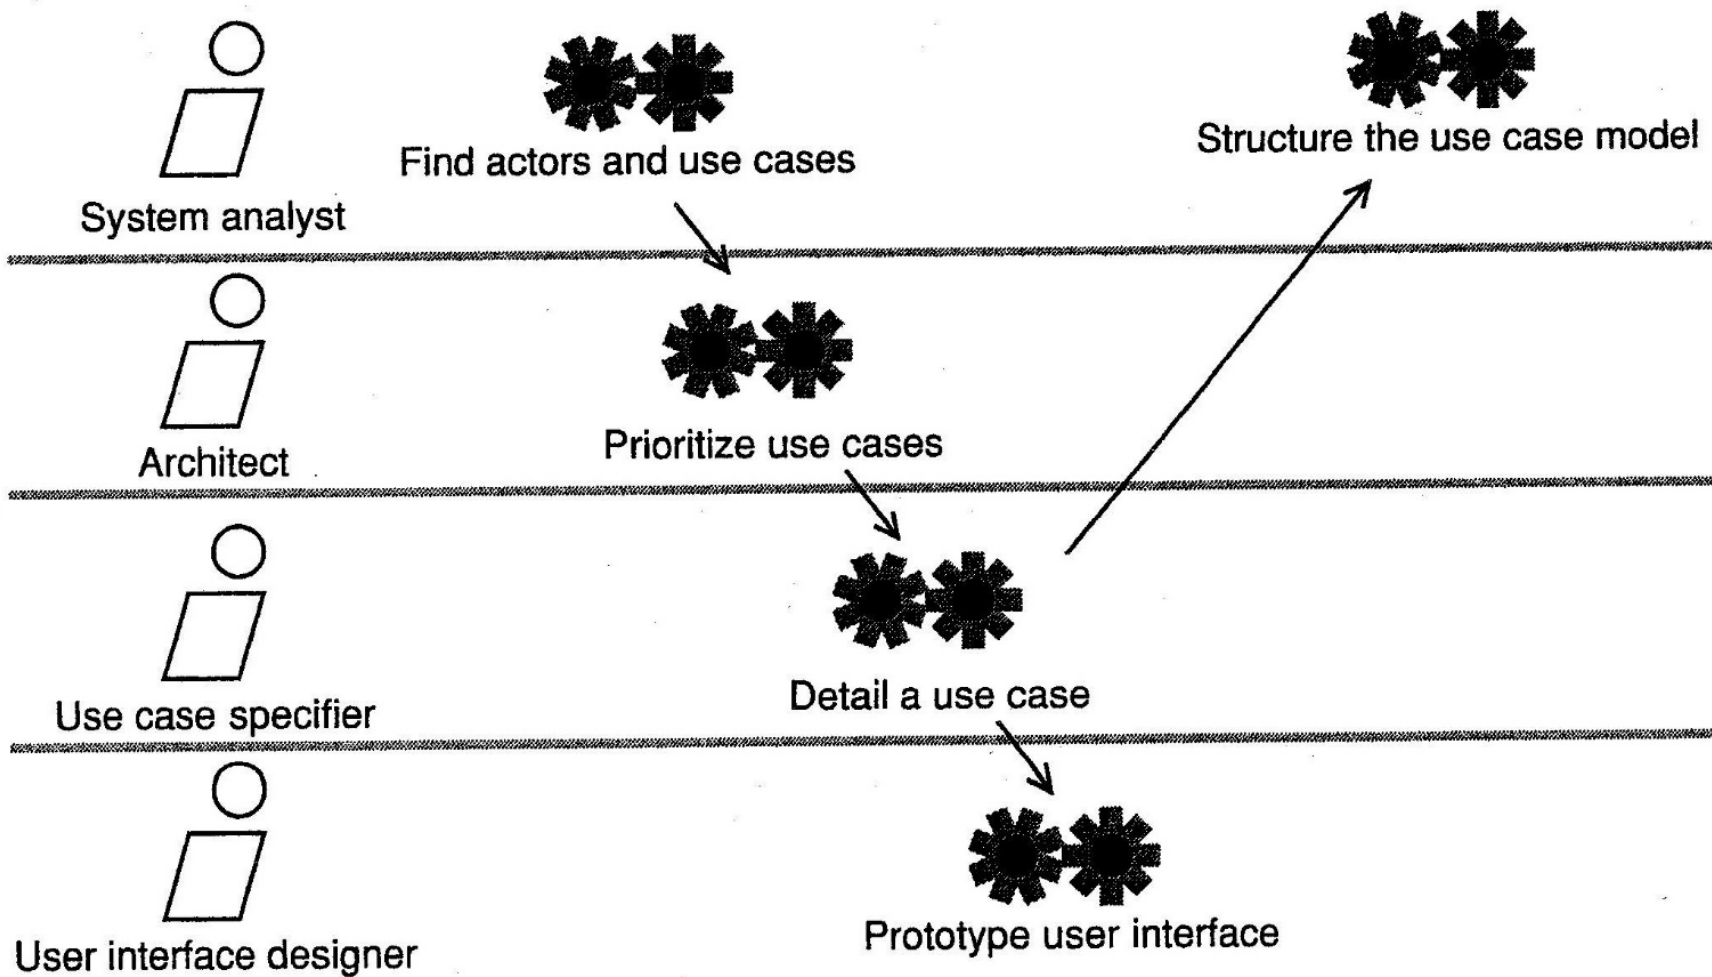 Find actors and use cases
Structure the use case model
System analyst
Prioritize use cases
Architect
Detail a use case
Use case specifier
Prototype user interface
User interface designer